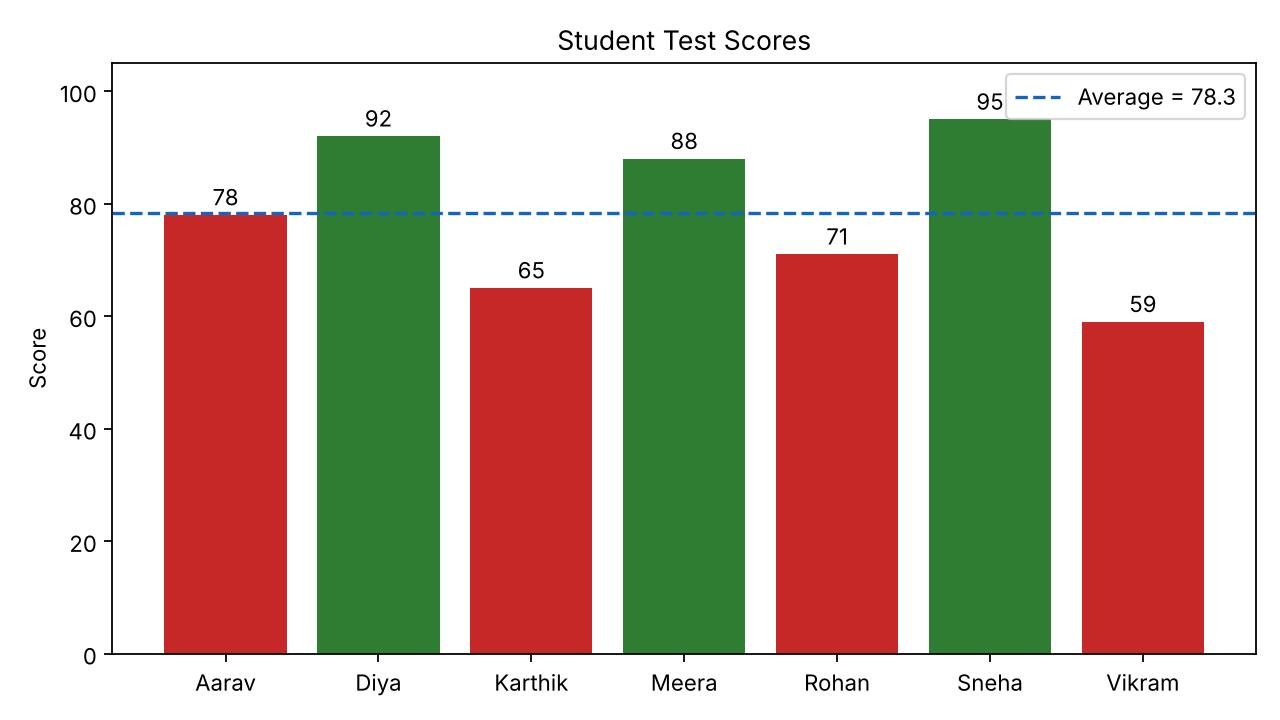 Student Test Scores
Average = 78.3
100
80
60
40
20
0
Score
78
92
65
88
71
95
59
Aarav
Diya
Karthik
Meera
Rohan
Sneha
Vikram